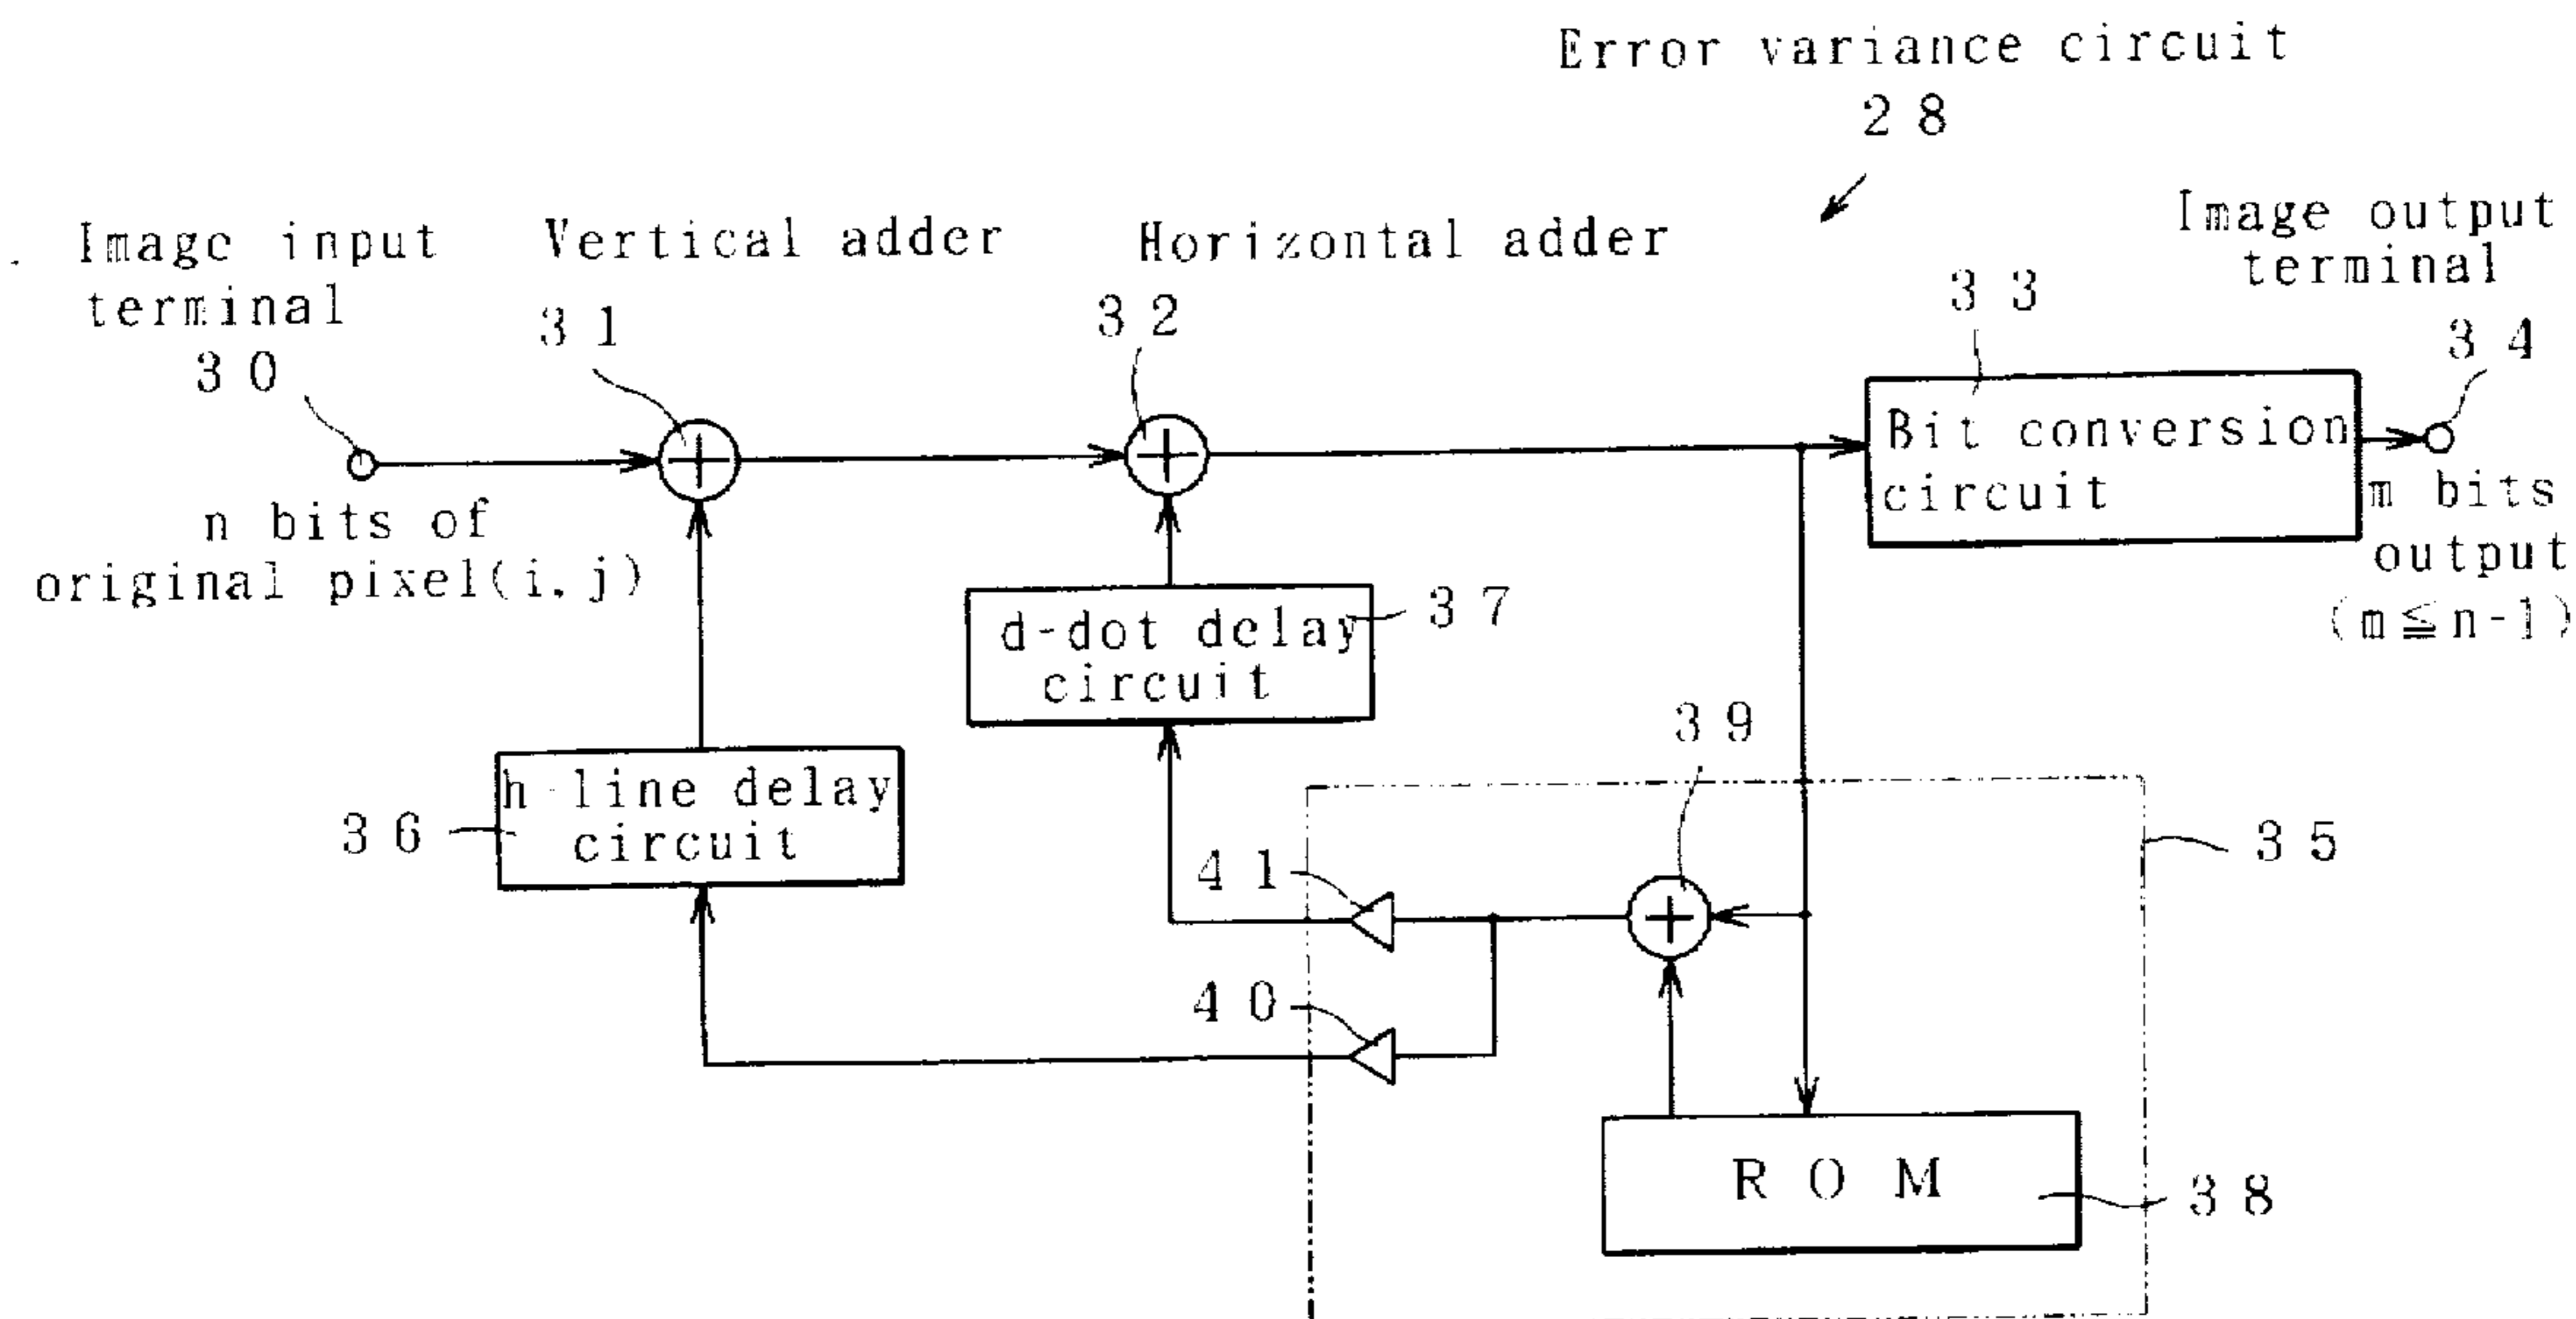 Error variance circuit
28
Image input
terminal
30
Vertical adder
31
Horizontal adder
32
33
Image output
terminal
34
Bit conversion
circuit
n bits of
original pixel(i, j)
m bits
output
(m≦n-1)
d-dot delay
circuit
37
h-line delay
circuit
36
39
35
41
40
ROM
38